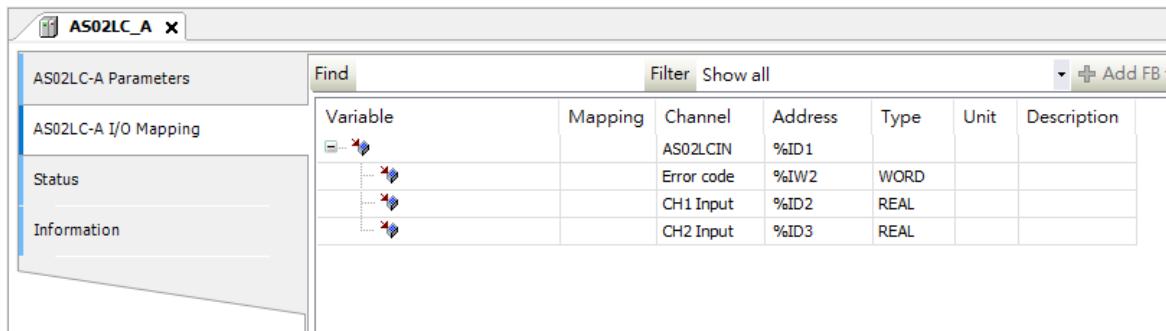 AS02LC_A
AS02LC-A Parameters
AS02LC-A I/O Mapping
Status
Information
Find Filter Show all Add FB
Variable Mapping Channel Address Type Unit Description
AS02LCIN %ID1
Error code %IW2 WORD
CH1 Input %ID2 REAL
CH2 Input %ID3 REAL